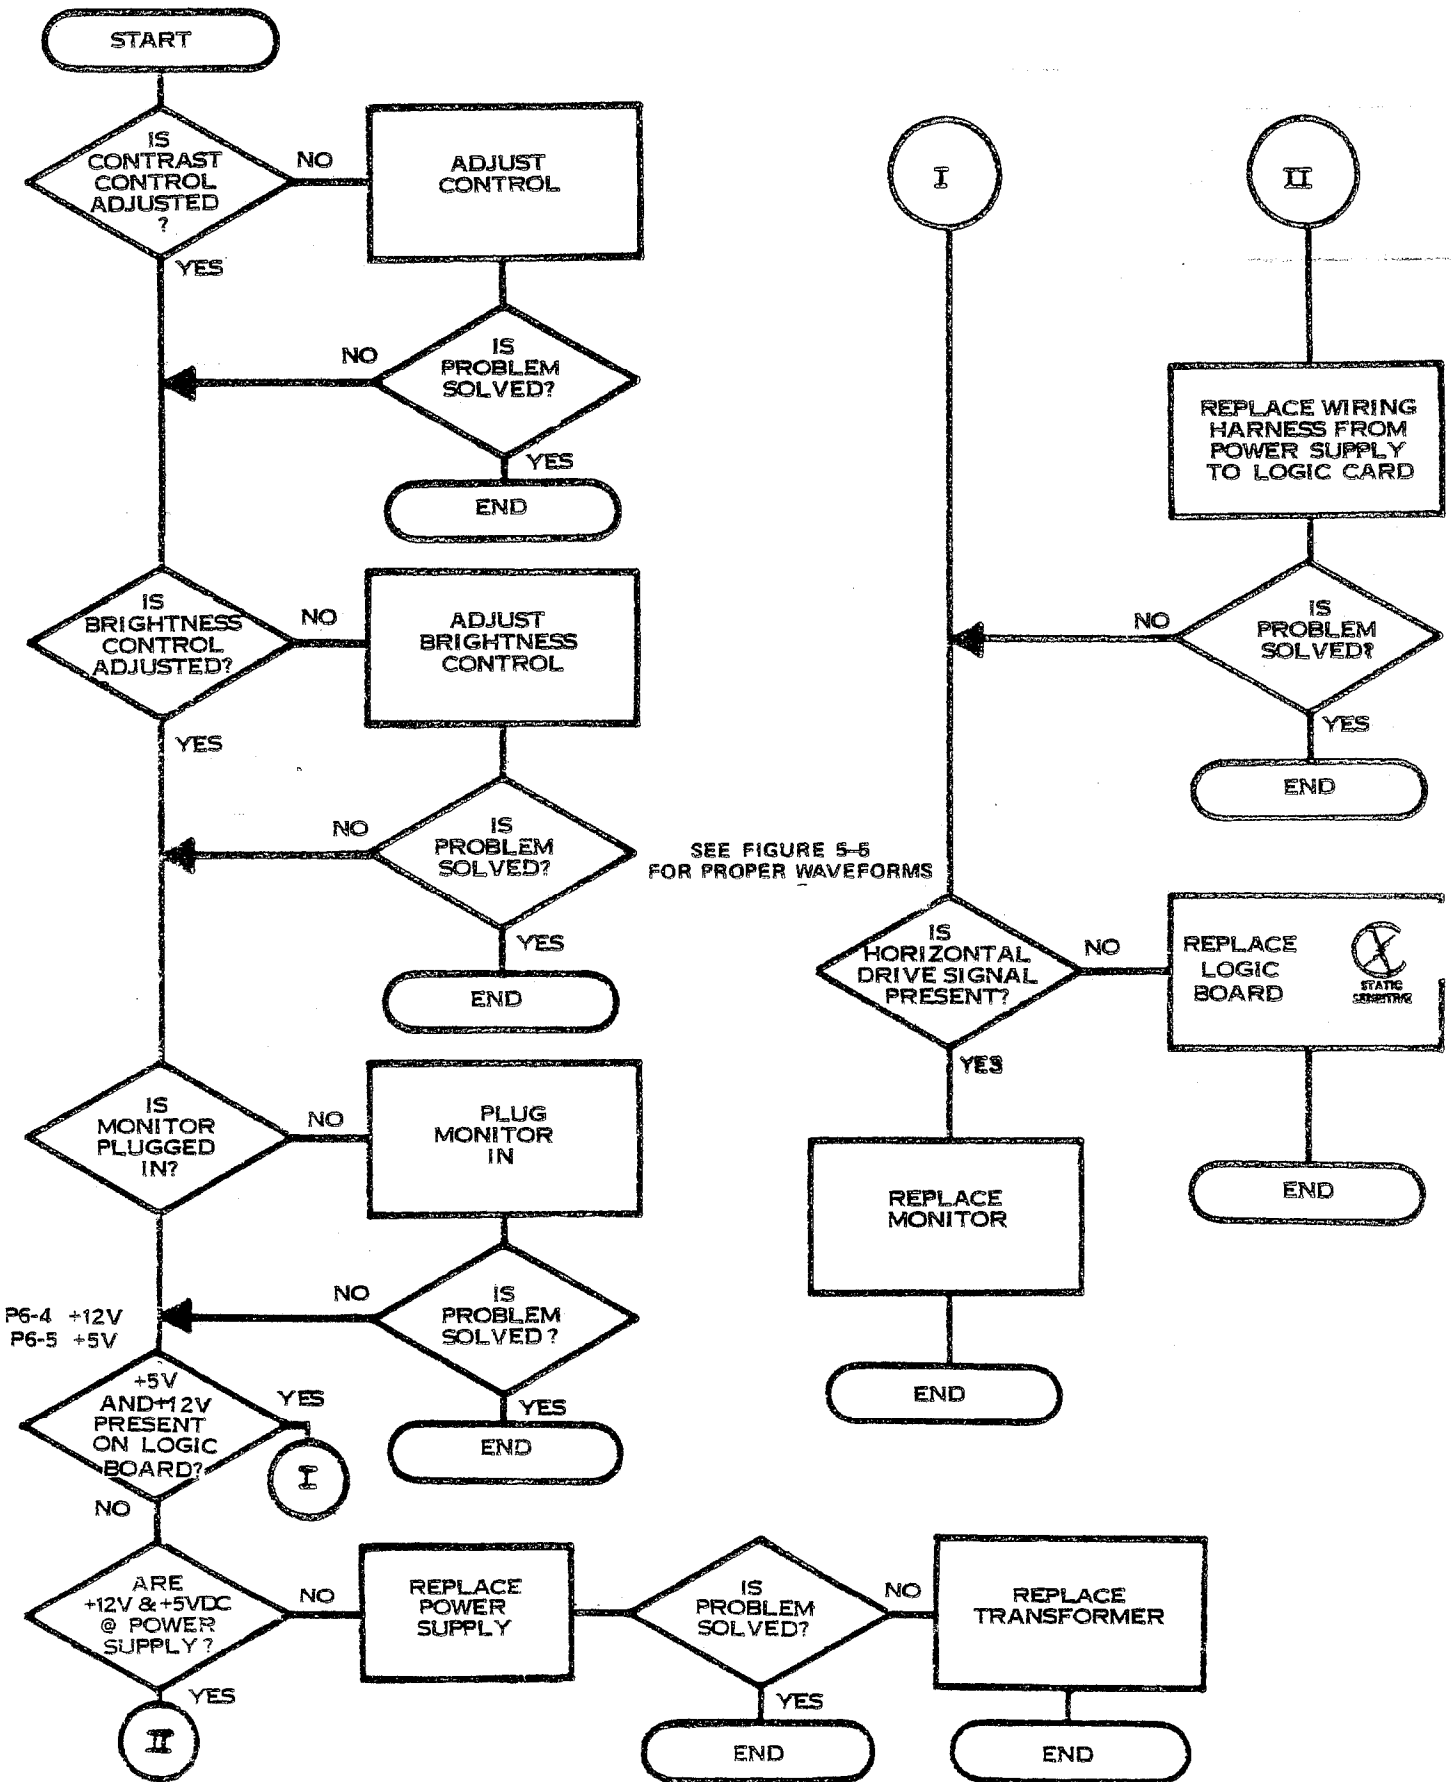 START
IS
CONTRAST
CONTROL
ADJUSTED
?
NO
ADJUST
CONTROL
YES
IS
PROBLEM
SOLVED?
NO
YES
END
IS
BRIGHTNESS
CONTROL
ADJUSTED?
NO
ADJUST
BRIGHTNESS
CONTROL
YES
IS
PROBLEM
SOLVED?
NO
YES
END
IS
MONITOR
PLUGGED
IN?
NO
PLUG
MONITOR
IN
IS
PROBLEM
SOLVED?
NO
YES
END
P6-4 +12V
P6-5 +5V
+5V
AND+12V
PRESENT
ON LOGIC
BOARD?
YES
I
NO
ARE
+12V & +5VDC
@ POWER
SUPPLY?
NO
REPLACE
POWER
SUPPLY
IS
PROBLEM
SOLVED?
NO
REPLACE
TRANSFORMER
YES
II
YES
END
END
I
II
REPLACE WIRING
HARNESS FROM
POWER SUPPLY
TO LOGIC CARD
IS
PROBLEM
SOLVED?
NO
YES
END
SEE FIGURE 5-5
FOR PROPER WAVEFORMS
IS
HORIZONTAL
DRIVE SIGNAL
PRESENT?
NO
REPLACE
LOGIC
BOARD
STATIC
SENSITIVE
YES
END
REPLACE
MONITOR
END